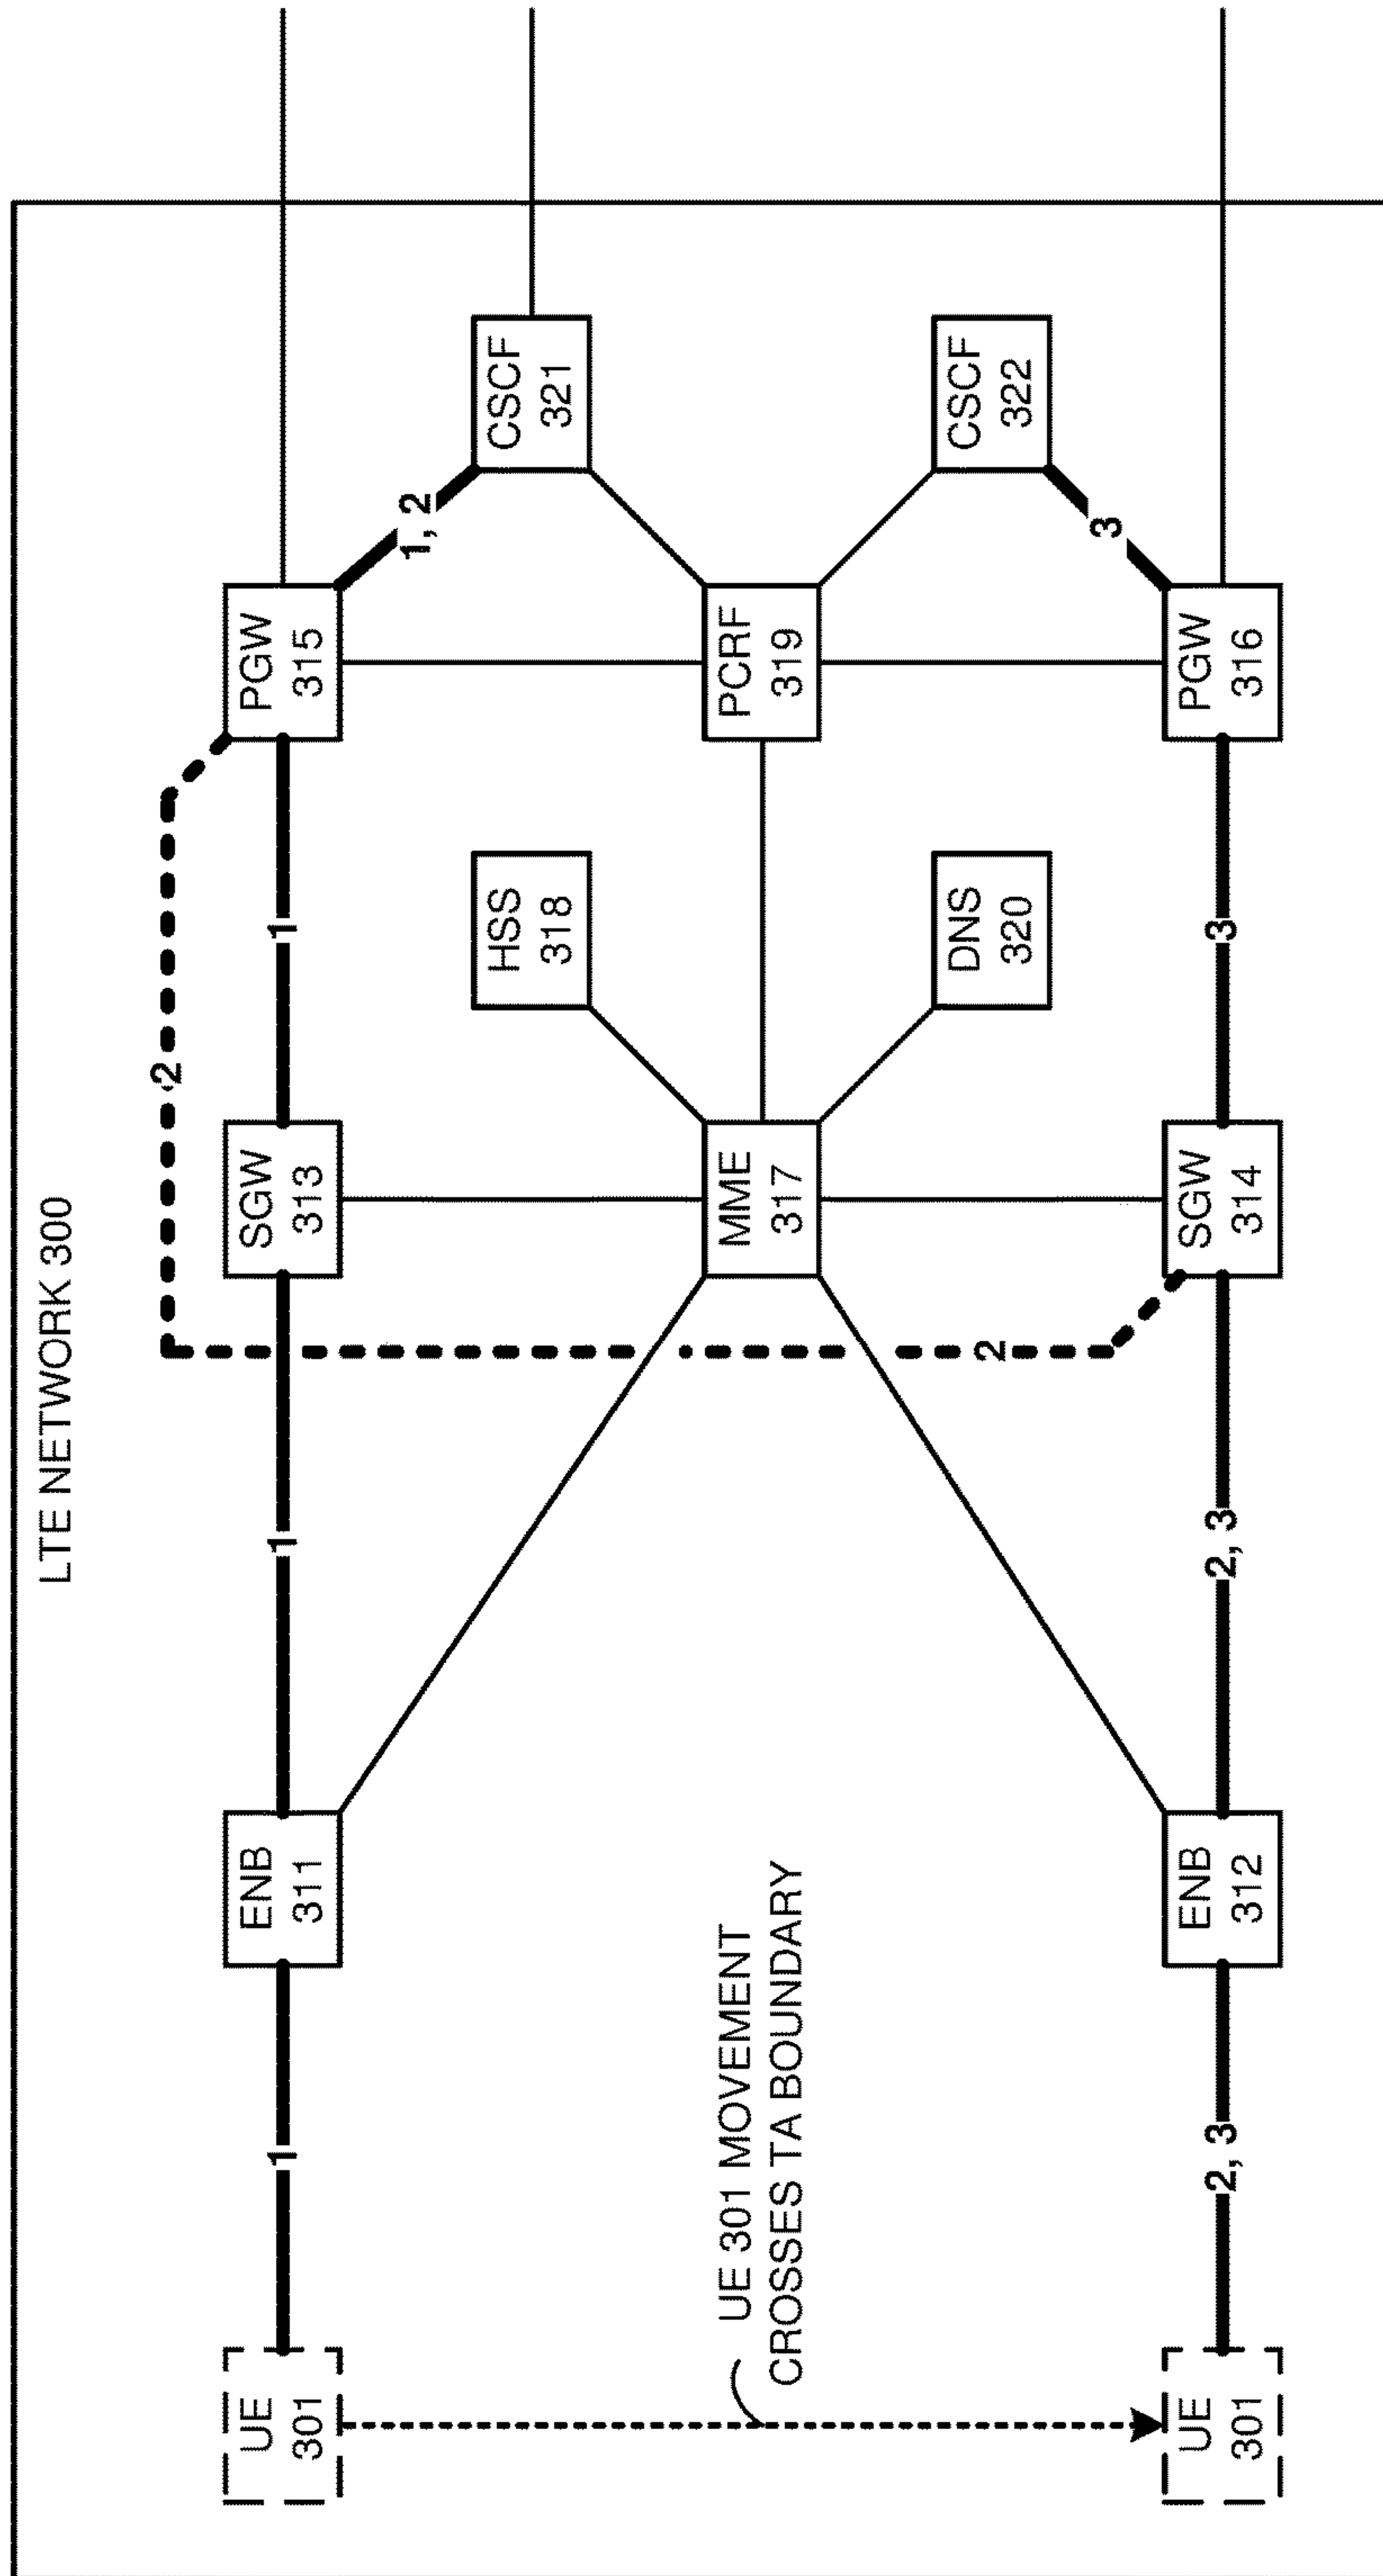 LTE NETWORK 300
2
UE
301
1
ENB
311
1
SGW
313
1
PGW
315
1, 2
HSS
318
CSCF
321
UE 301 MOVEMENT
CROSSES TA BOUNDARY
MME
317
PCRF
319
DNS
320
CSCF
322
2
3
UE
301
2, 3
ENB
312
2, 3
SGW
314
3
PGW
316